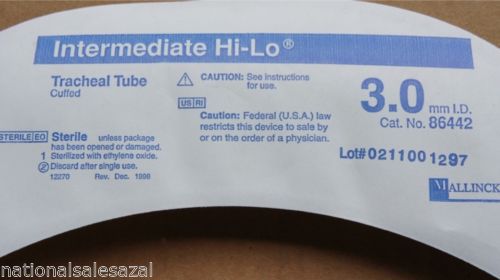 Intermediate Hi-Lo®
Tracheal Tube
Cuffed
CAUTION: See instructions
for use.
3.0 mm I.D.
Cat. No. 86442
US RI
Caution: Federal (U.S.A.) law
restricts this device to sale by
or on the order of a physician.
STERILE EO Sterile unless package
has been opened or damaged.
1 Sterilized with ethylene oxide.
2 Discard after single use.
12270 Rev. Dec. 1998
Lot# 0211001297
M
MALLINCK
nationalsalesazal